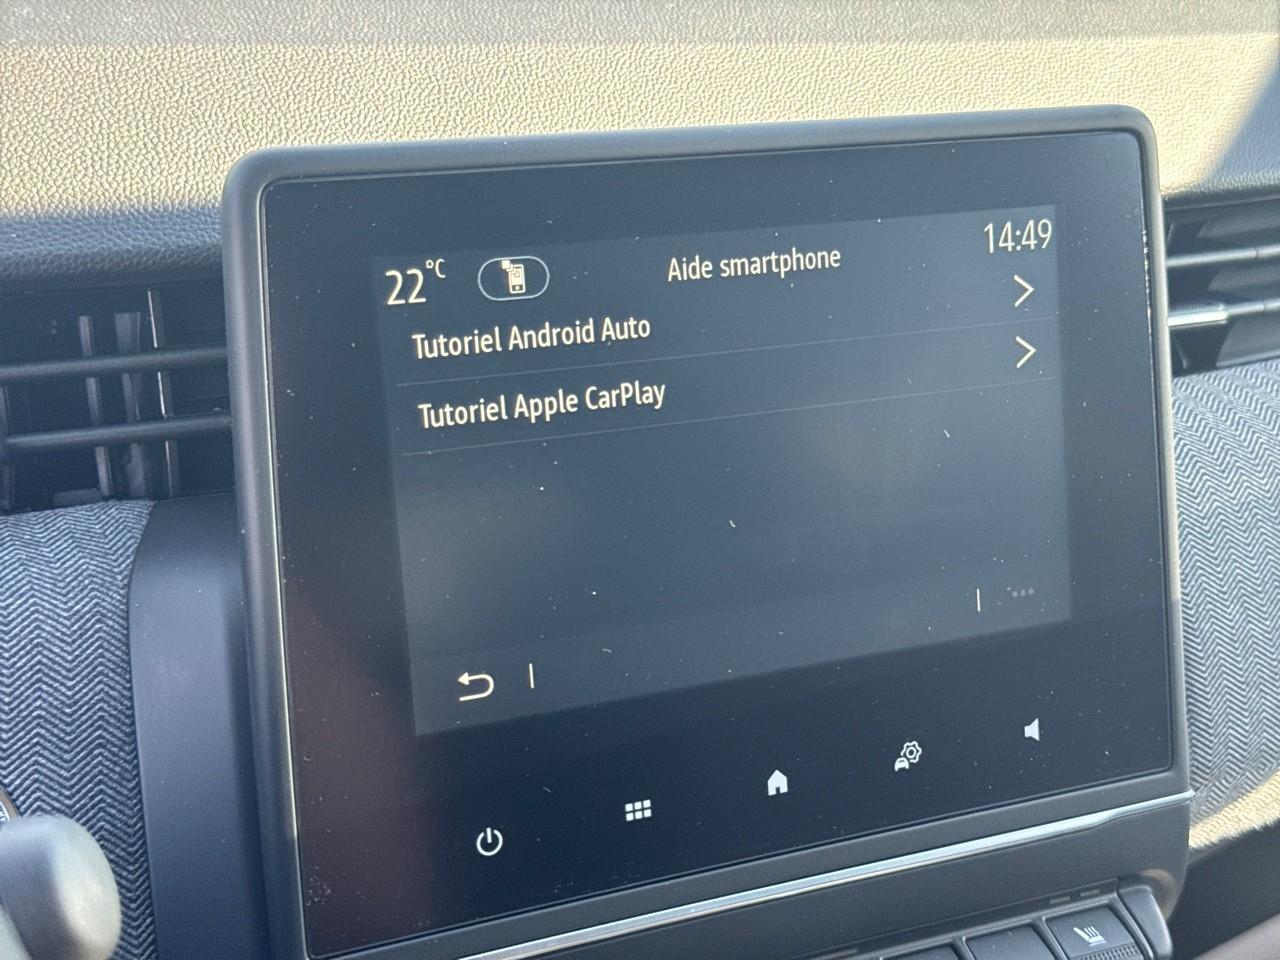 22°C
Aide smartphone
14:49
Tutoriel Android Auto
Tutoriel Apple CarPlay